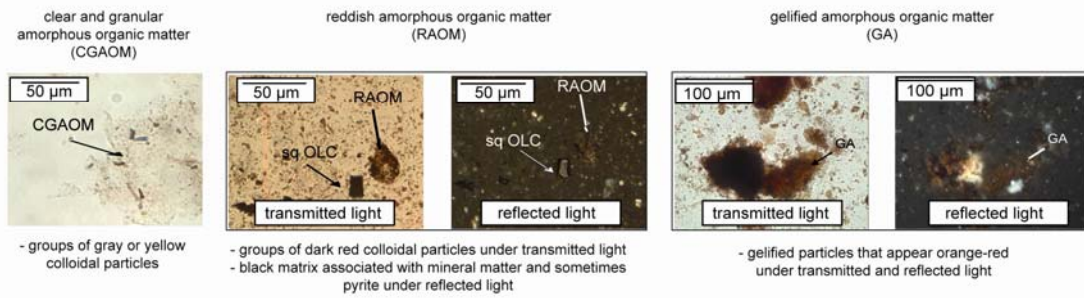 clear and granular
amorphous organic matter
(CGAOM)
50 µm
CGAOM
- groups of gray or yellow
colloidal particles
reddish amorphous organic matter
(RAOM)
50 µm
RAOM
sq OLC
transmitted light
50 µm
RAOM
sq OLC
reflected light
- groups of dark red colloidal particles under transmitted light
- black matrix associated with mineral matter and sometimes
pyrite under reflected light
gelified amorphous organic matter
(GA)
100 µm
GA
transmitted light
100 µm
GA
reflected light
- gelified particles that appear orange-red
under transmitted and reflected light